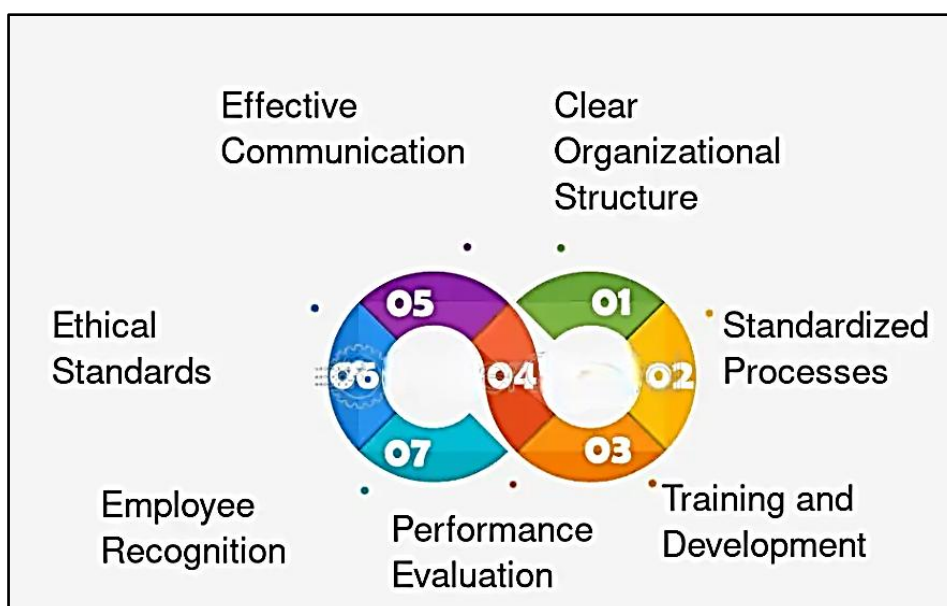 Effective
Communication
Clear
Organizational
Structure
05
01
Ethical
Standards
06
04
02
Standardized
Processes
07
03
Employee
Recognition
Performance
Evaluation
Training and
Development